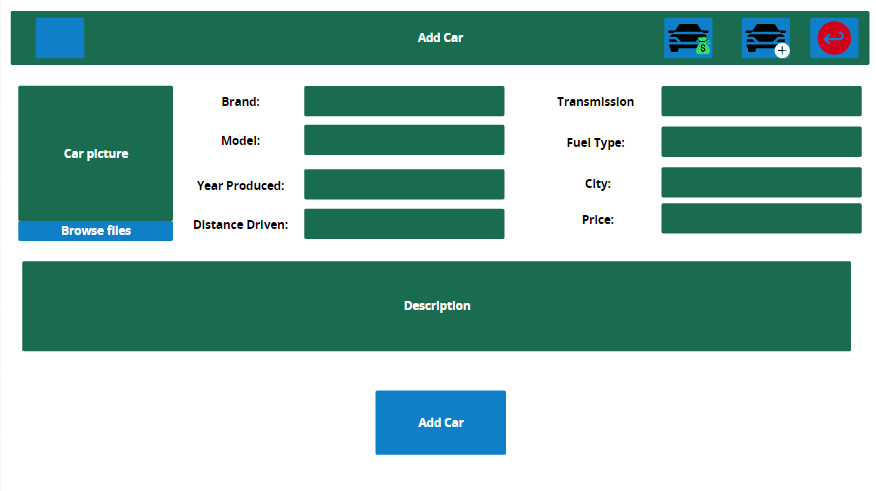 Add Car
$
+
Car picture
Browse files
Brand:
Model:
Year Produced:
Distance Driven:
Transmission
Fuel Type:
City:
Price:
Description
Add Car